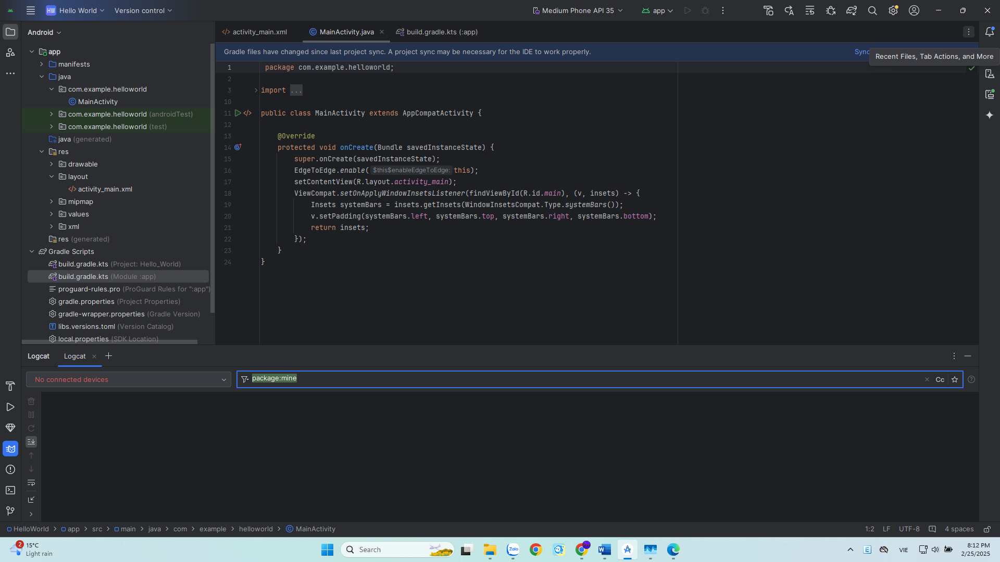 HW Hello World Version control Medium Phone API 35 app
Android
app
manifests
java
com.example.helloworld
MainActivity
com.example.helloworld (androidTest)
com.example.helloworld (test)
java (generated)
res
drawable
layout
activity_main.xml
mipmap
values
xml
res (generated)
Gradle Scripts
build.gradle.kts (Project: Hello_World)
build.gradle.kts (Module :app)
proguard-rules.pro (ProGuard Rules for ":app")
gradle.properties (Project Properties)
gradle-wrapper.properties (Gradle Version)
libs.versions.toml (Version Catalog)
local.properties (SDK Location)
activity_main.xml MainActivity.java build.gradle.kts (:app)
Gradle files have changed since last project sync. A project sync may be necessary for the IDE to work properly. Sync
Recent Files, Tab Actions, and More
1 package com.example.helloworld;
2
3 import ...
10
11 public class MainActivity extends AppCompatActivity {
12
13 @Override
14 protected void onCreate(Bundle savedInstanceState) {
15 super.onCreate(savedInstanceState);
16 EdgeToEdge.enable( $this$enableEdgeToEdge: this);
17 setContentView(R.layout.activity_main);
18 ViewCompat.setOnApplyWindowInsetsListener(findViewById(R.id.main), (v, insets) -> {
19 Insets systemBars = insets.getInsets(WindowInsetsCompat.Type.systemBars());
20 v.setPadding(systemBars.left, systemBars.top, systemBars.right, systemBars.bottom);
21 return insets;
22 });
23 }
24 }
Logcat Logcat
No connected devices package:mine Cc
HelloWorld > app > src > main > java > com > example > helloworld > MainActivity 1:2 LF UTF-8 4 spaces
2 15°C
Light rain
Search
Zalo
VIE
8:12 PM
2/25/2025